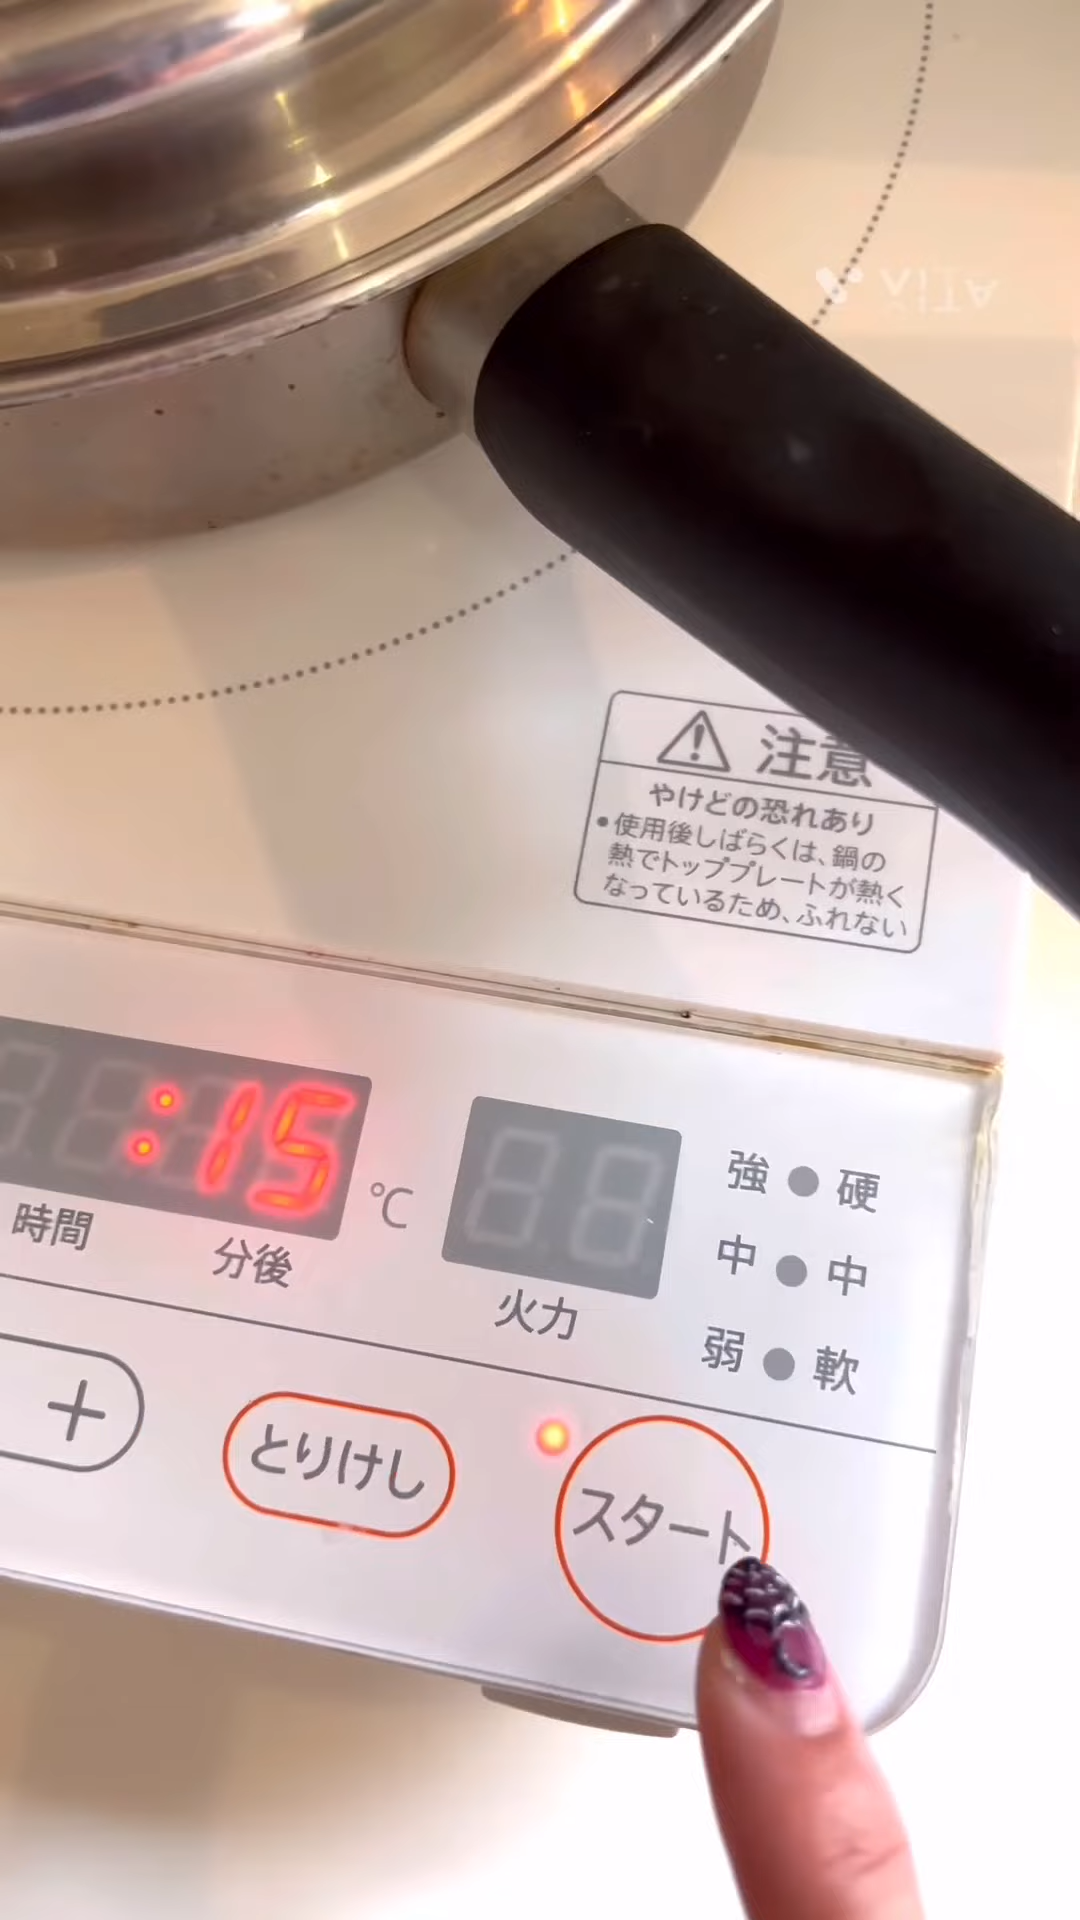 VITA
注意
やけどの恐れあり
•使用後しばらくは、鍋の
熱でトッププレートが熱く
なっているため、ふれない
:15
℃
88
強 ● 硬
時間
分後
中 ● 中
火力
弱 ● 軟
+
とりけし
スタート